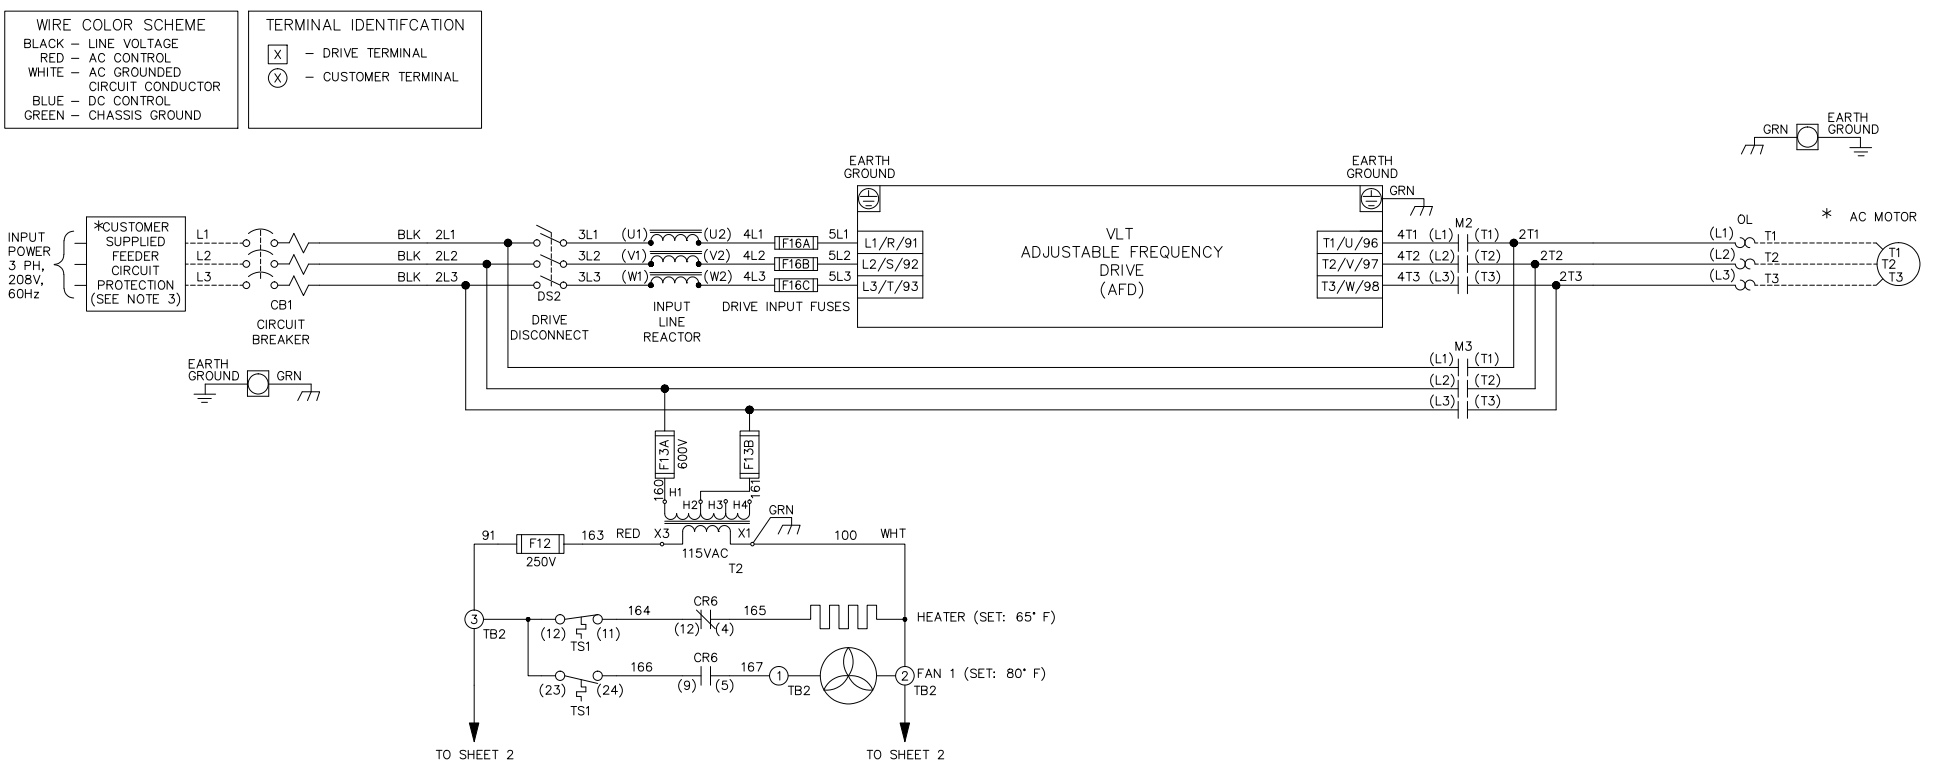 WIRE COLOR SCHEME
BLACK – LINE VOLTAGE
RED – AC CONTROL
WHITE – AC GROUNDED
CIRCUIT CONDUCTOR
BLUE – DC CONTROL
GREEN – CHASSIS GROUND
TERMINAL IDENTIFCATION
X – DRIVE TERMINAL
X – CUSTOMER TERMINAL
GRN
EARTH
GROUND
INPUT
POWER
3 PH,
208V,
60Hz
*CUSTOMER
SUPPLIED
FEEDER
CIRCUIT
PROTECTION
(SEE NOTE 3)
L1
L2
L3
CB1
CIRCUIT
BREAKER
BLK 2L1
BLK 2L2
BLK 2L3
DS2
DRIVE
DISCONNECT
3L1 (U1) (U2) 4L1 F16A 5L1
3L2 (V1) (V2) 4L2 F16B 5L2
3L3 (W1) (W2) 4L3 F16C 5L3
INPUT
LINE
REACTOR
DRIVE INPUT FUSES
EARTH
GROUND
L1/R/91
L2/S/92
L3/T/93
VLT
ADJUSTABLE FREQUENCY
DRIVE
(AFD)
EARTH
GROUND
GRN
T1/U/96
T2/V/97
T3/W/98
M2
4T1 (L1) (T1) 2T1
4T2 (L2) (T2) 2T2
4T3 (L3) (T3) 2T3
OL
(L1) T1
(L2) T2
(L3) T3
* AC MOTOR
T1
T2
T3
EARTH
GROUND
GRN
M3
(L1) (T1)
(L2) (T2)
(L3) (T3)
F13A
600V
F13B
160
161
H1
H2
H3
H4
GRN
91
F12
250V
163 RED X3
X1
100 WHT
115VAC
T2
3
TB2
(12) (11)
TS1
164
CR6
(12) (4)
165
HEATER (SET: 65° F)
(23) (24)
TS1
166
CR6
(9) (5)
167
1
TB2
2
TB2
FAN 1 (SET: 80° F)
TO SHEET 2
TO SHEET 2